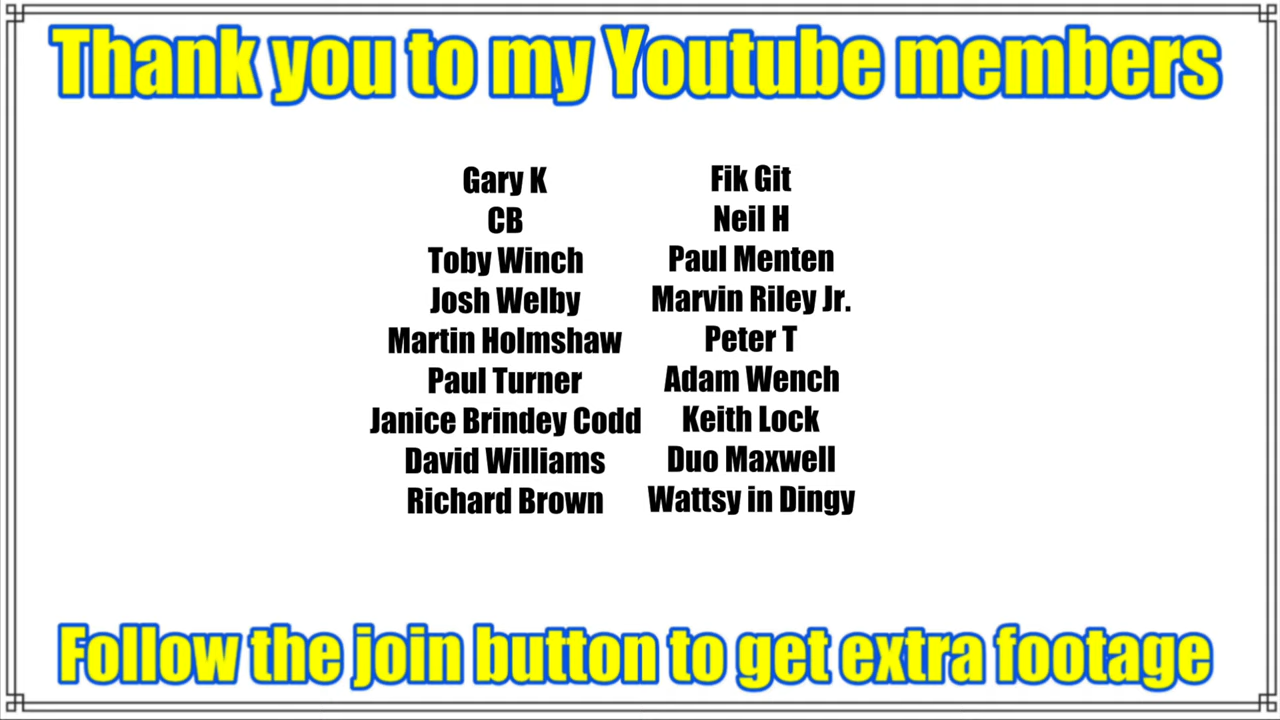 Thank you to my Youtube members
Gary K
CB
Toby Winch
Josh Welby
Martin Holmshaw
Paul Turner
Janice Brindey Codd
David Williams
Richard Brown
Fik Git
Neil H
Paul Menten
Marvin Riley Jr.
Peter T
Adam Wench
Keith Lock
Duo Maxwell
Wattsy in Dingy
Follow the join button to get extra footage